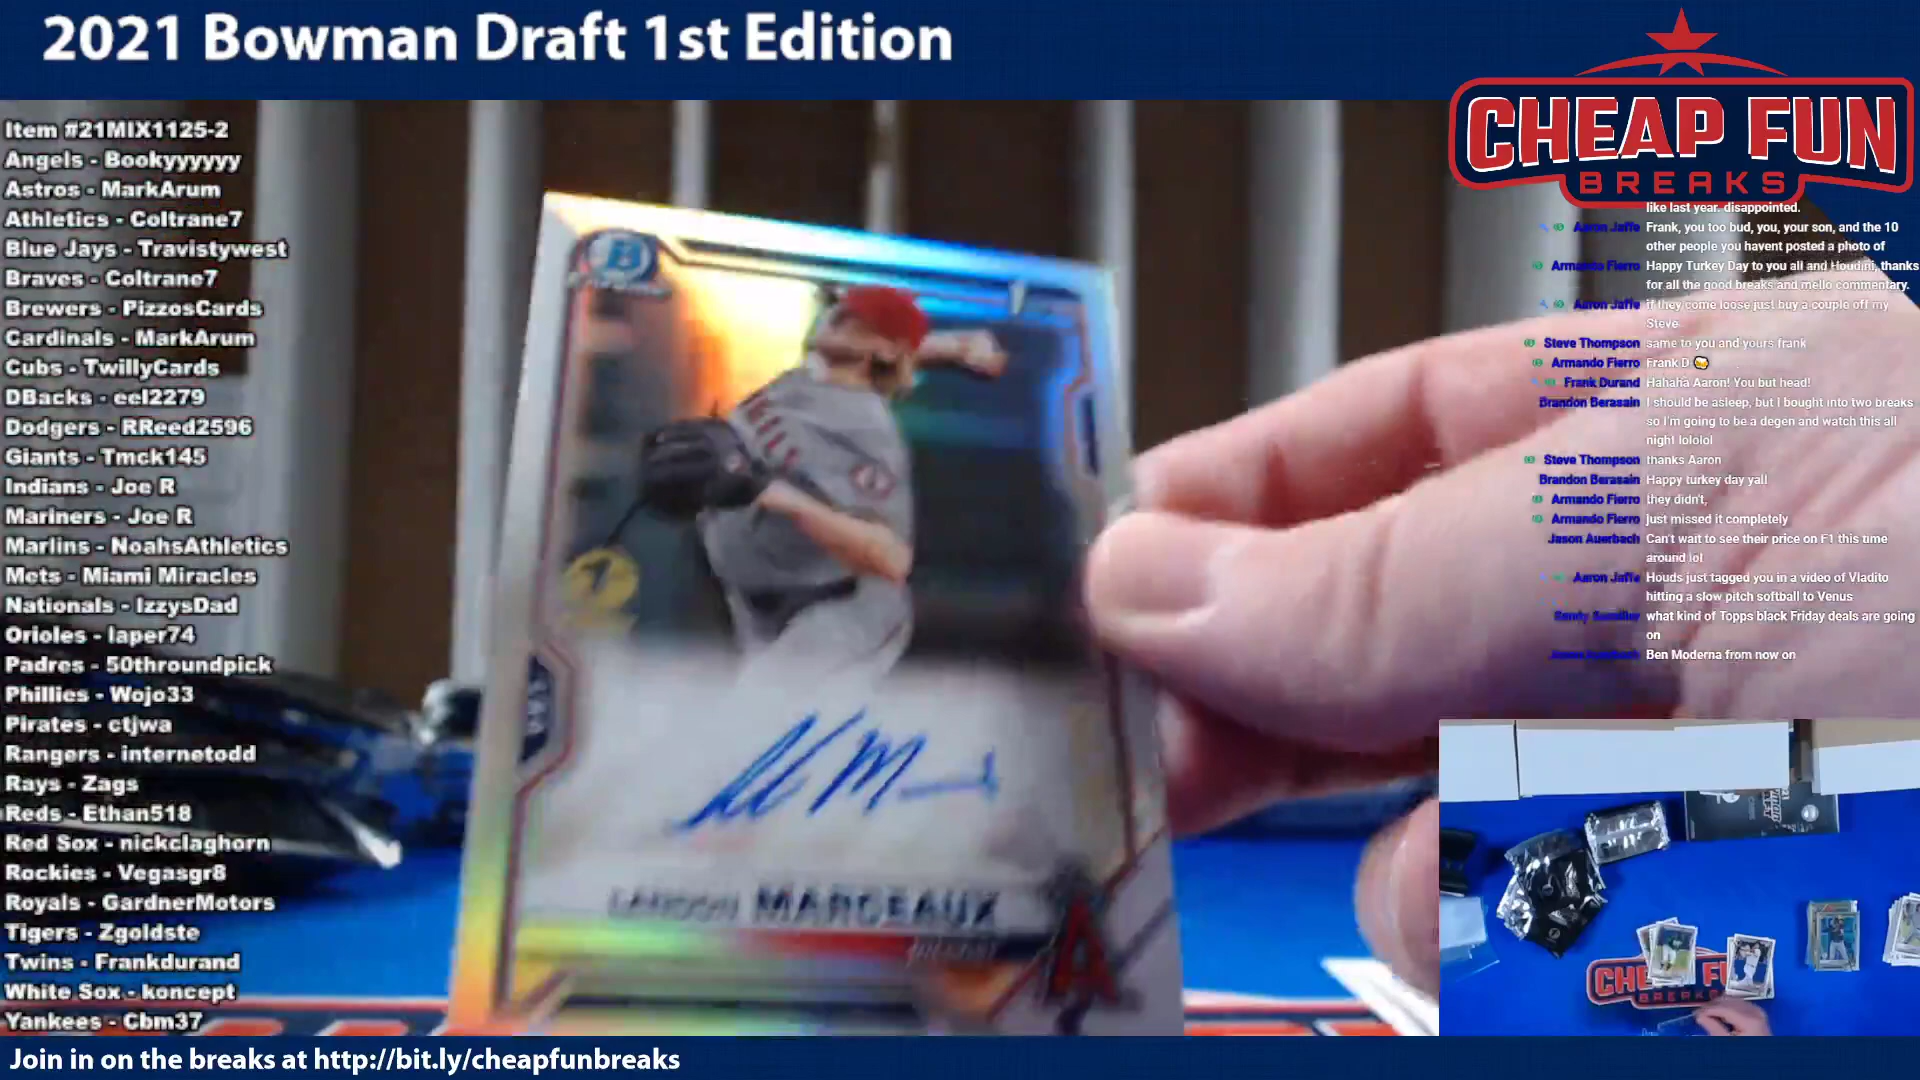 2021 Bowman Draft 1st Edition
CHEAP FUN
BREAKS
Item #21MIX1125-2
Angels - Bookyyyyyy
Astros - MarkArum
Athletics - Coltrane7
Blue Jays - Travistywest
Braves - Coltrane7
Brewers - PizzosCards
Cardinals - MarkArum
Cubs - TwillyCards
DBacks - eel2279
Dodgers - RReed2596
Giants - Tmck145
Indians - Joe R
Mariners - Joe R
Marlins - NoahsAthletics
Mets - Miami Miracles
Nationals - IzzysDad
Orioles - laper74
Padres - 50throundpick
Phillies - Wojo33
Pirates - ctjwa
Rangers - internetodd
Rays - Zags
Reds - Ethan518
Red Sox - nickclaghorn
Rockies - Vegasgr8
Royals - GardnerMotors
Tigers - Zgoldste
Twins - Frankdurand
White Sox - koncept
Yankees - Cbm37
B
1
LANDON MARCEAUX
A
like last year. disappointed.
Aaron Jaffe Frank, you too bud, you, your son, and the 10
other people you havent posted a photo of
Armando Fierro Happy Turkey Day to you all and Houdini, thanks
for all the good breaks and mello commentary.
Aaron Jaffe if they come loose just buy a couple off my
Steve
Steve Thompson same to you and yours frank
Armando Fierro Frank D 🍻
Frank Durand Hahaha Aaron! You but head!
Brandon Berasain I should be asleep, but I bought into two breaks
so I'm going to be a degen and watch this all
night lololol
Steve Thompson thanks Aaron
Brandon Berasain Happy turkey day yall
Armando Fierro they didn't,
Armando Fierro just missed it completely
Jason Auerbach Can't wait to see their price on F1 this time
around lol
Aaron Jaffe Houds just tagged you in a video of Vladito
hitting a slow pitch softball to Venus
what kind of Topps black Friday deals are going
on
Ben Moderna from now on
CHEAP F
BREAKS
Join in on the breaks at http://bit.ly/cheapfunbreaks